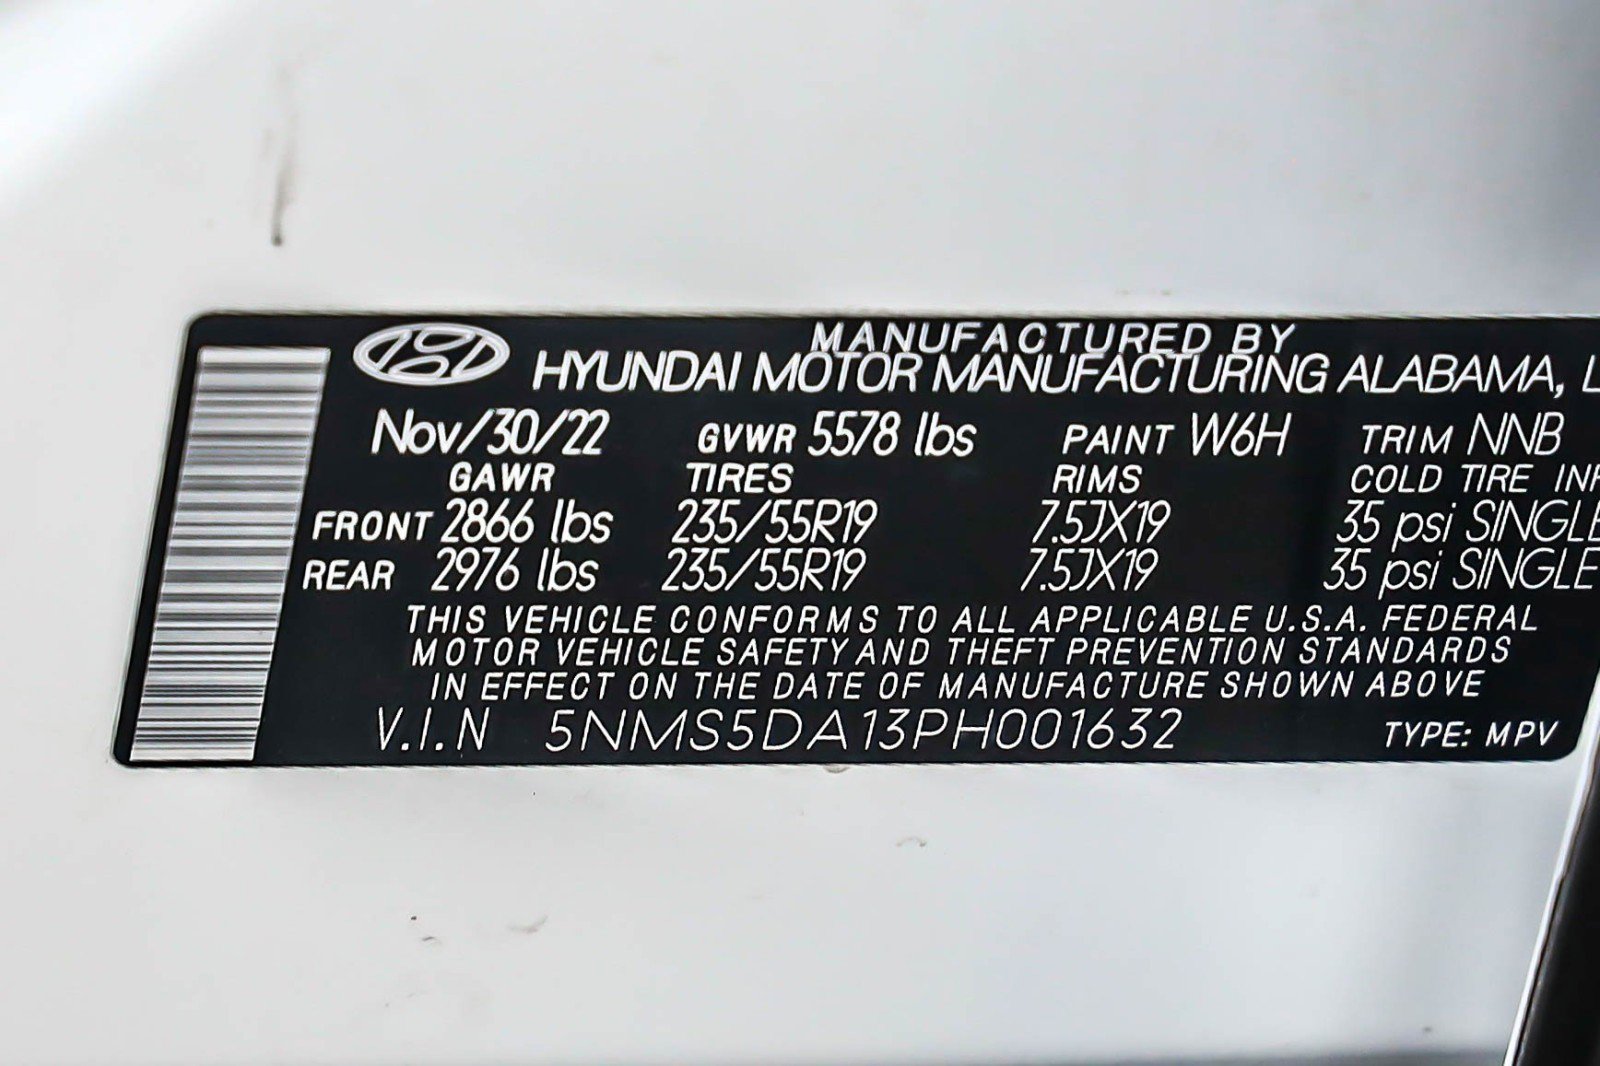 MANUFACTURED BY
HYUNDAI MOTOR MANUFACTURING ALABAMA, L
Nov/30/22 GVWR 5578 lbs PAINT W6H TRIM NNB
GAWR TIRES RIMS COLD TIRE INF
FRONT 2866 lbs 235/55R19 7.5JX19 35 psi SINGLE
REAR 2976 lbs 235/55R19 7.5JX19 35 psi SINGLE
THIS VEHICLE CONFORMS TO ALL APPLICABLE U.S.A. FEDERAL
MOTOR VEHICLE SAFETY AND THEFT PREVENTION STANDARDS
IN EFFECT ON THE DATE OF MANUFACTURE SHOWN ABOVE
V.I.N 5NMS5DA13PH001632 TYPE: MPV